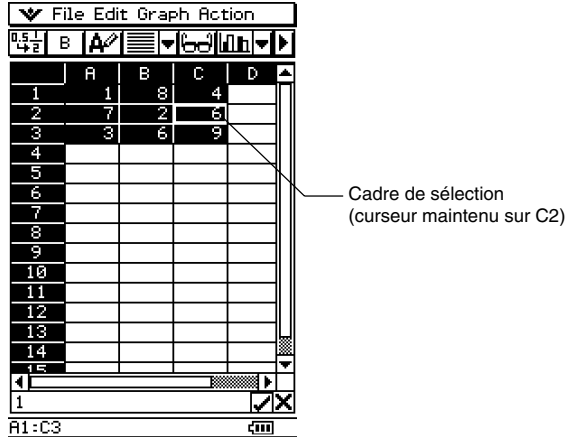 File Edit Graph Action
0.5 1/2 B A
A B C D
1 1 8 4
2 7 2 6
3 3 6 9
4
5
6
7
8
9
10
11
12
13
14
15
1
A1:C3
Cadre de sélection
(curseur maintenu sur C2)